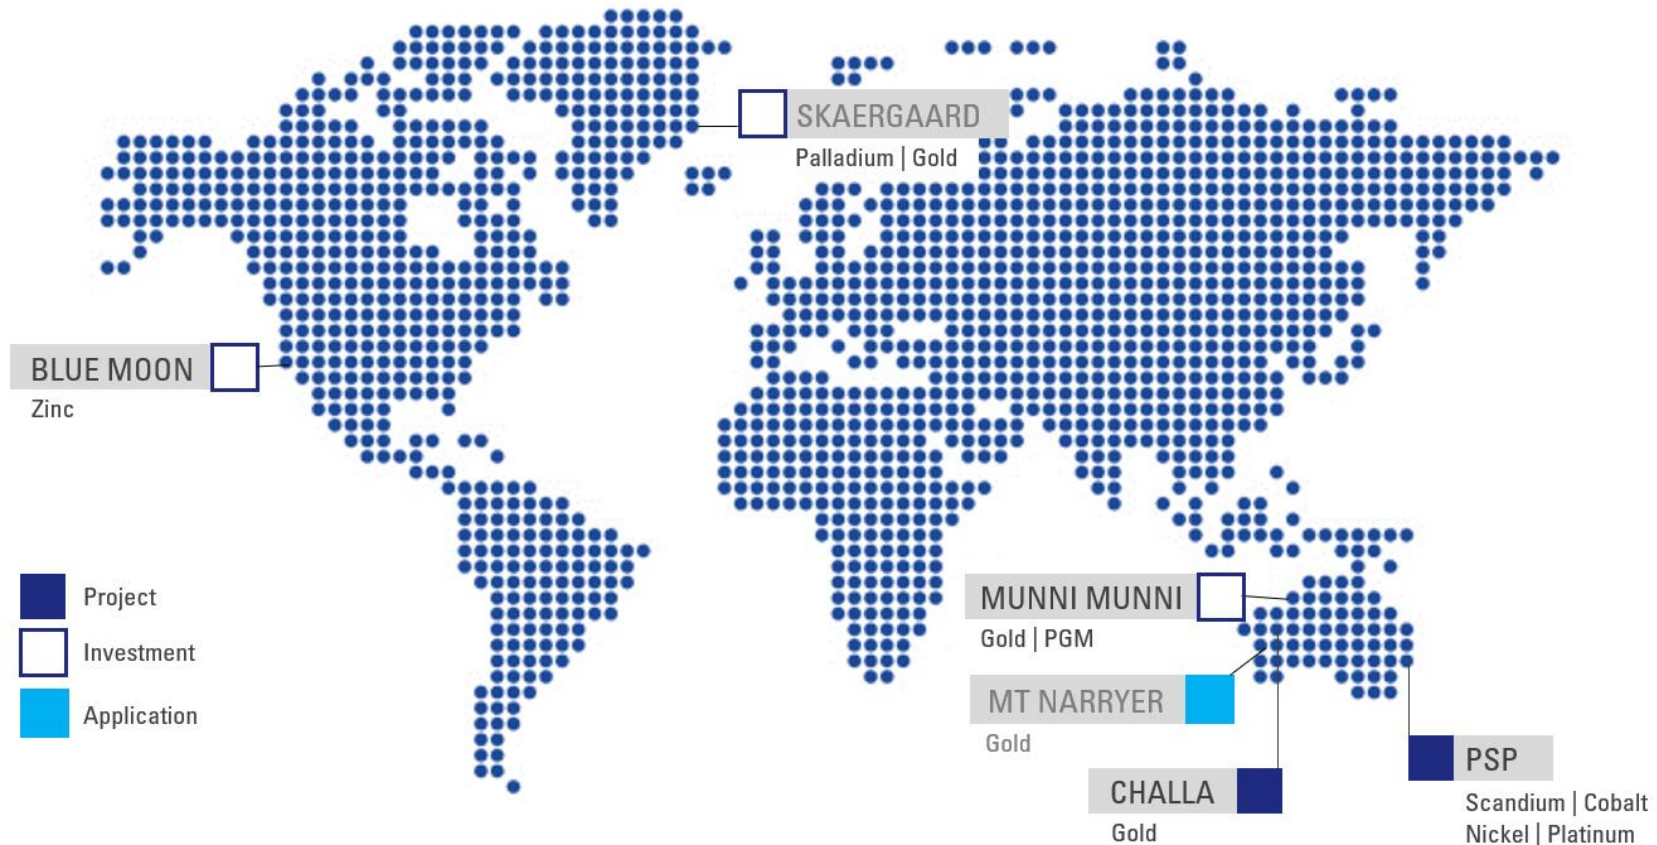 SKAERGAARD
Palladium | Gold
BLUE MOON
Zinc
Project
Investment
Application
MUNNI MUNNI
Gold | PGM
MT NARRYER
Gold
CHALLA
Gold
PSP
Scandium | Cobalt
Nickel | Platinum